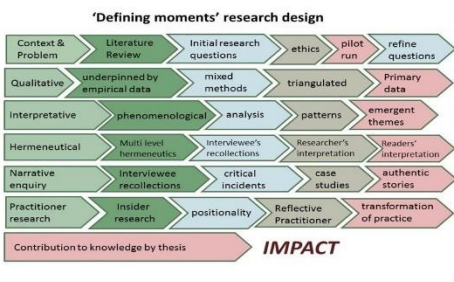 ‘Defining moments’ research design
Context &
Problem
Literature
Review
Initial research
questions
ethics
pilot
run
refine
questions
Qualitative
underpinned by
empirical data
mixed
methods
triangulated
Primary
data
Interpretative
phenomenological
analysis
patterns
emergent
themes
Hermeneutical
Multi level
hermeneutics
Interviewee's
recollections
Researcher's
interpretation
Readers'
interpretation
Narrative
enquiry
Interviewee
recollections
critical
incidents
case
studies
authentic
stories
Practitioner
research
Insider
research
positionality
Reflective
Practitioner
transformation
of practice
Contribution to knowledge by thesis
IMPACT